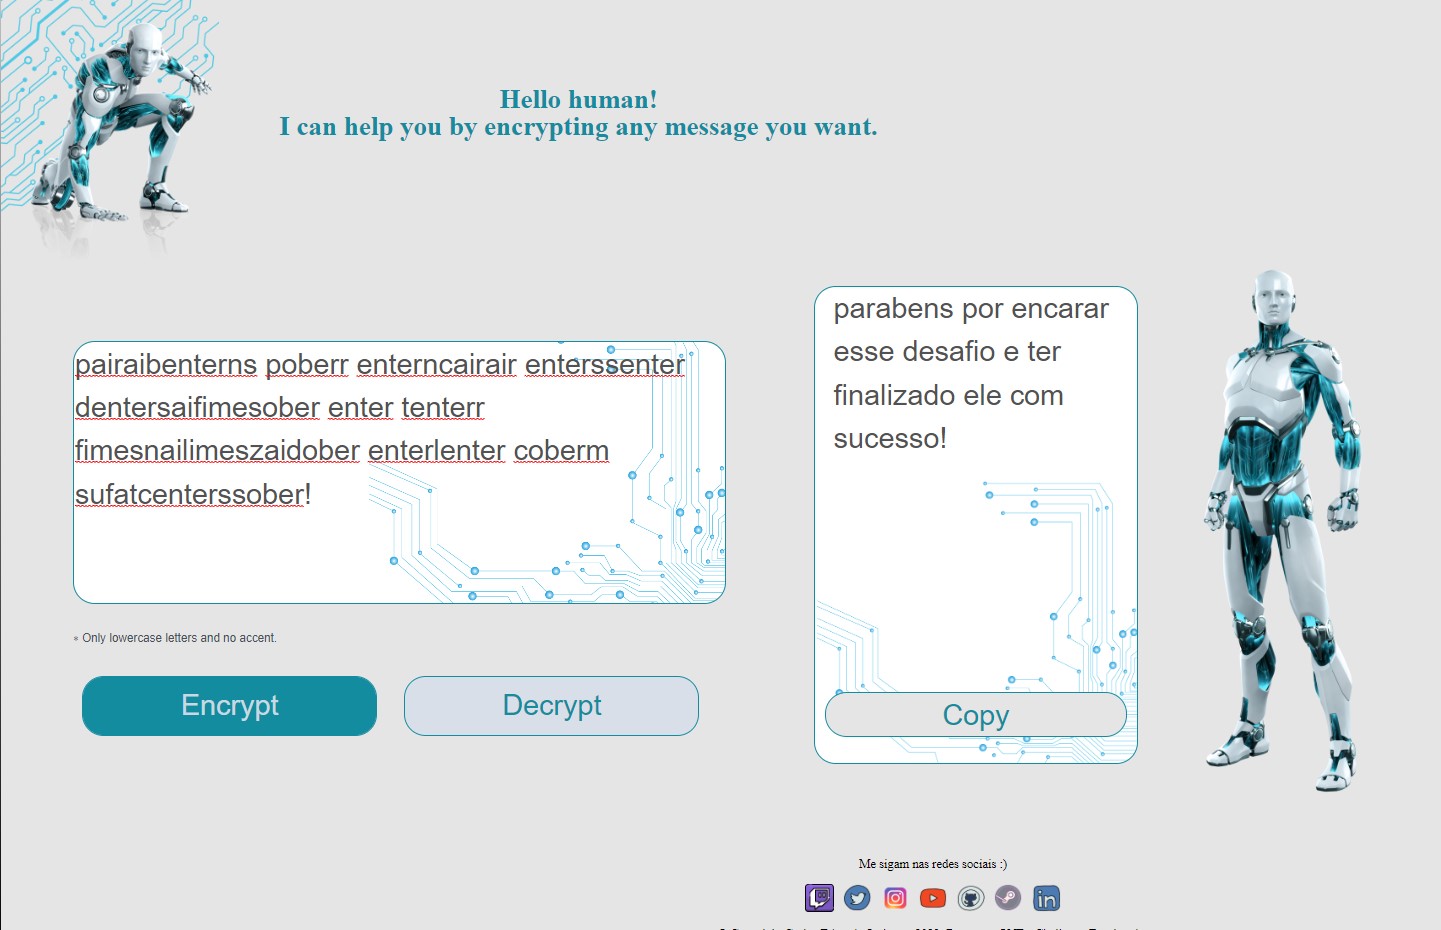 Hello human!
I can help you by encrypting any message you want.
pairaibenterns poberr enterncairair enterssenter
dentersaifimesober enter tenterr
fimesnailimeszaidober enterlenter coberm
sufatcenterssober!
* Only lowercase letters and no accent.
Encrypt
Decrypt
parabens por encarar
esse desafio e ter
finalizado ele com
sucesso!
Copy
Me sigam nas redes sociais :)
in